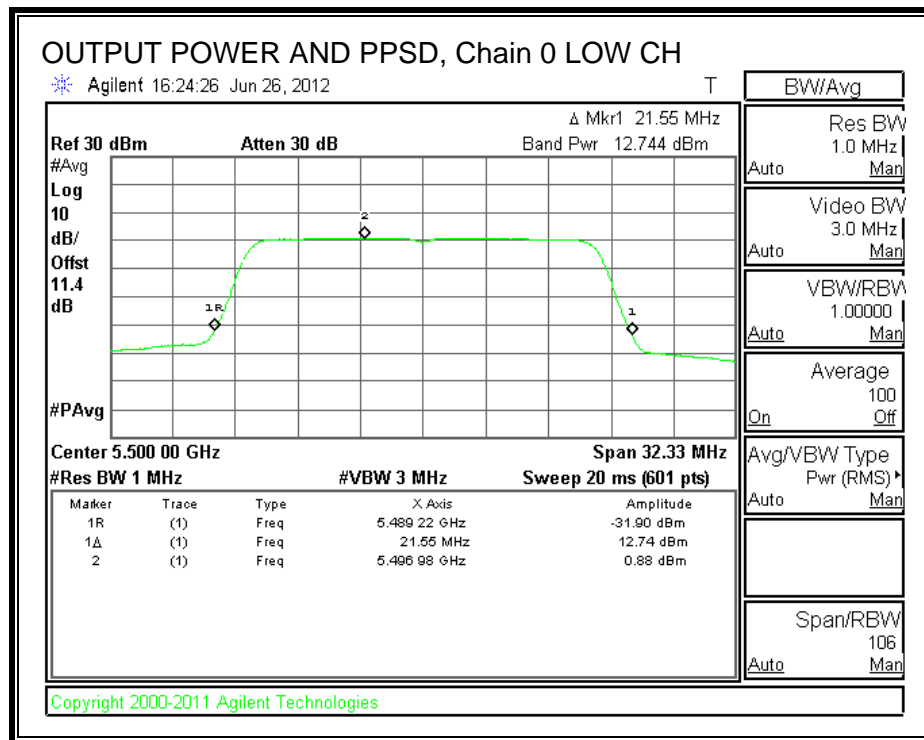 OUTPUT POWER AND PPSD, Chain 0 LOW CH
Agilent 16:24:26 Jun 26, 2012 T
Δ Mkr1 21.55 MHz
Ref 30 dBm Atten 30 dB Band Pwr 12.744 dBm
#Avg
Log
10
dB/
Offst
11.4
dB
#PAvg
2
1R
1
Center 5.500 00 GHz Span 32.33 MHz
#Res BW 1 MHz #VBW 3 MHz Sweep 20 ms (601 pts)
Marker Trace Type X Axis Amplitude
1R (1) Freq 5.489 22 GHz -31.90 dBm
1Δ (1) Freq 21.55 MHz 12.74 dBm
2 (1) Freq 5.496 98 GHz 0.88 dBm
BW/Avg
Res BW
1.0 MHz
Auto Man
Video BW
3.0 MHz
Auto Man
VBW/RBW
1.00000
Auto Man
Average
100
On Off
Avg/VBW Type
Pwr (RMS)
Auto Man
Span/RBW
106
Auto Man
Copyright 2000-2011 Agilent Technologies